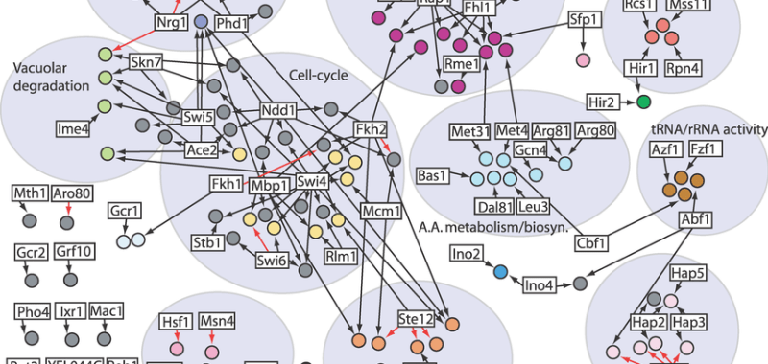 Rap1
Rcs1 Mss11
Nrg1 Phd1
Fhl1
Sfp1
Skn7
Rme1
Vacuolar
degradation
Cell-cycle
Hir1 Rpn4
Hir2
Ndd1
Swi5
Ime4
Fkh2
Met31 Met4 Arg81 Arg80
tRNA/rRNA activity
Ace2
Gcn4
Azf1 Fzf1
Bas1
Fkh1 Mbp1 Swi4
Mth1 Aro80
Gcr1
Mcm1
Dal81 Leu3
Abf1
A.A.metabolism/biosyn.
Stb1
Cbf1
Gcr2 Grf10
Swi6
Rlm1
Ino2
Ino4
Hap5
Pho4 Ixr1 Mac1
Hsf1 Msn4
Ste12
Hap2 Hap3